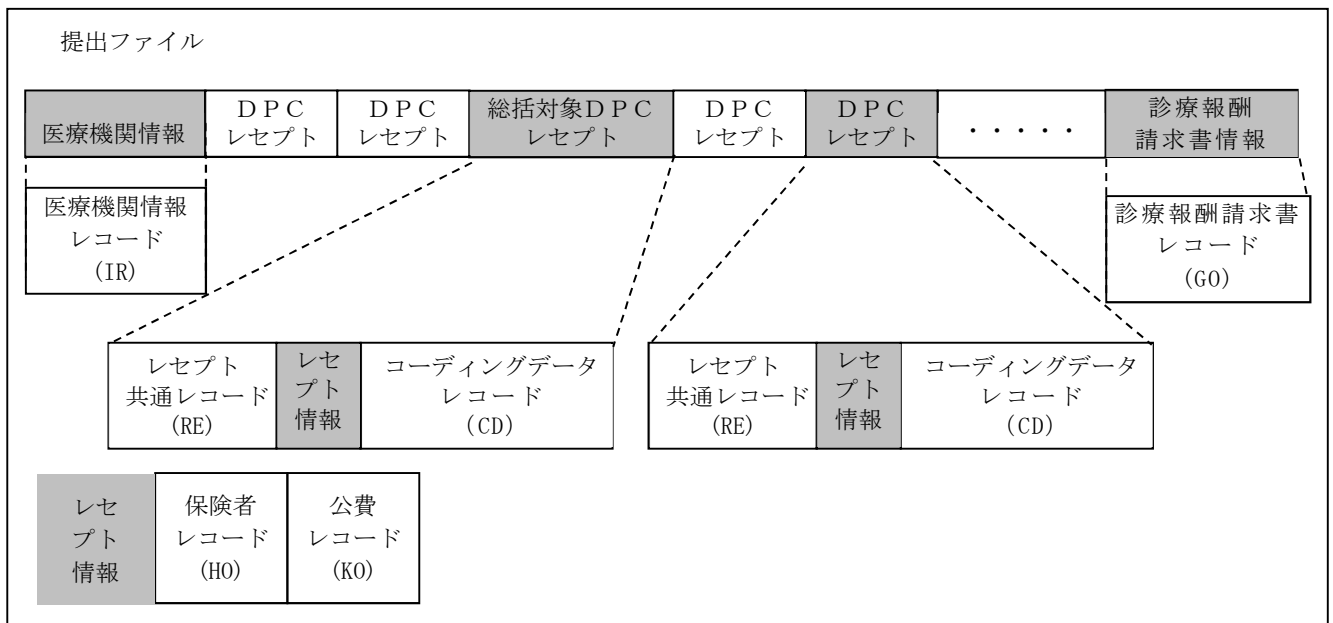 提出ファイル
医療機関情報
ＤＰＣ
レセプト
ＤＰＣ
レセプト
総括対象ＤＰＣ
レセプト
ＤＰＣ
レセプト
ＤＰＣ
レセプト
・・・・・
診療報酬
請求書情報
医療機関情報
レコード
(IR)
診療報酬請求書
レコード
(GO)
レセプト
共通レコード
(RE)
レセ
プト
情報
コーディングデータ
レコード
(CD)
レセプト
共通レコード
(RE)
レセ
プト
情報
コーディングデータ
レコード
(CD)
レセ
プト
情報
保険者
レコード
(HO)
公費
レコード
(KO)